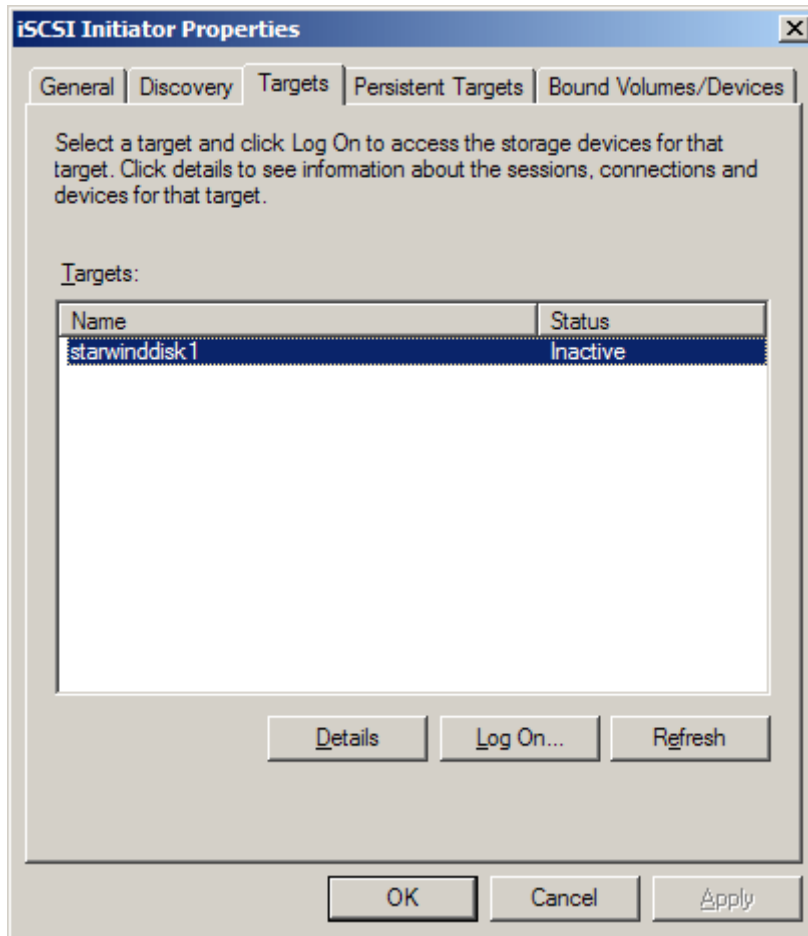 iSCSI Initiator Properties
General Discovery Targets Persistent Targets Bound Volumes/Devices
Select a target and click Log On to access the storage devices for that
target. Click details to see information about the sessions, connections and
devices for that target.
Targets:
Name Status
starwinddisk1 Inactive
Details Log On... Refresh
OK Cancel Apply